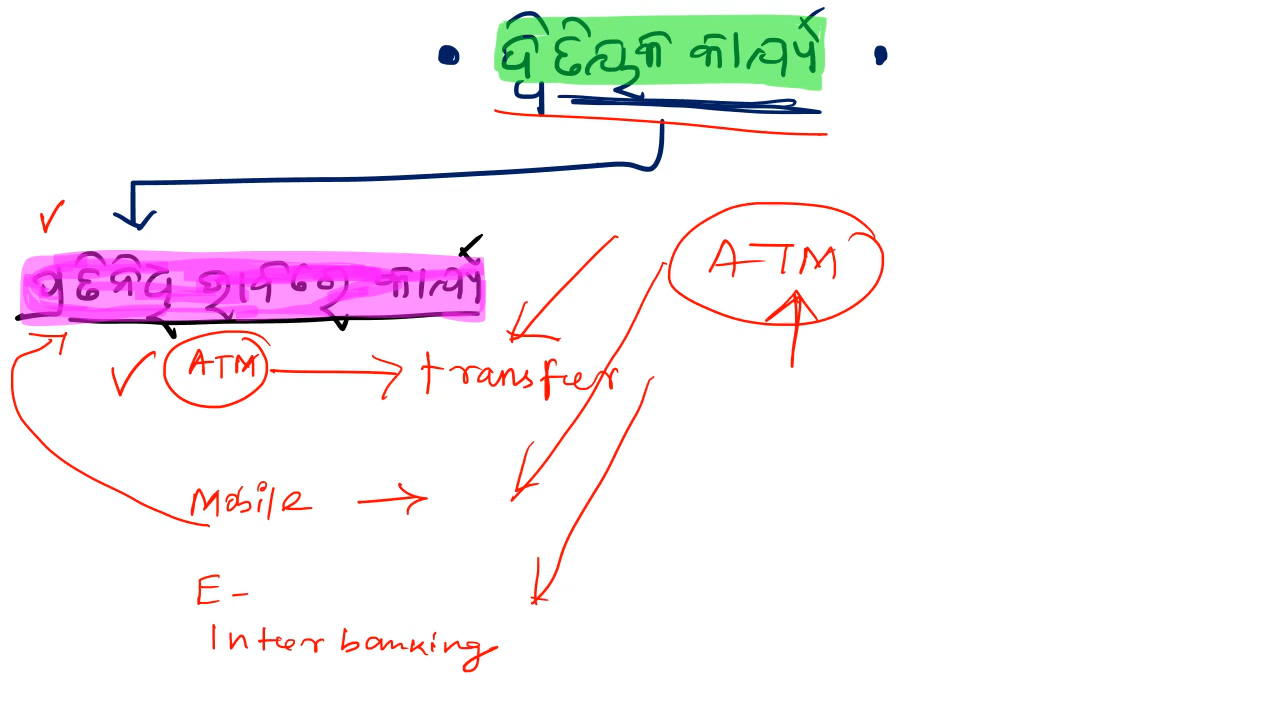 ଦ୍ଵିତୀୟକ କାର୍ଯ୍ୟ
ପ୍ରତିନିଧି ଭାବରେ କାର୍ଯ୍ୟ
ATM
ATM → transfer
Mobile →
E -
Inter banking